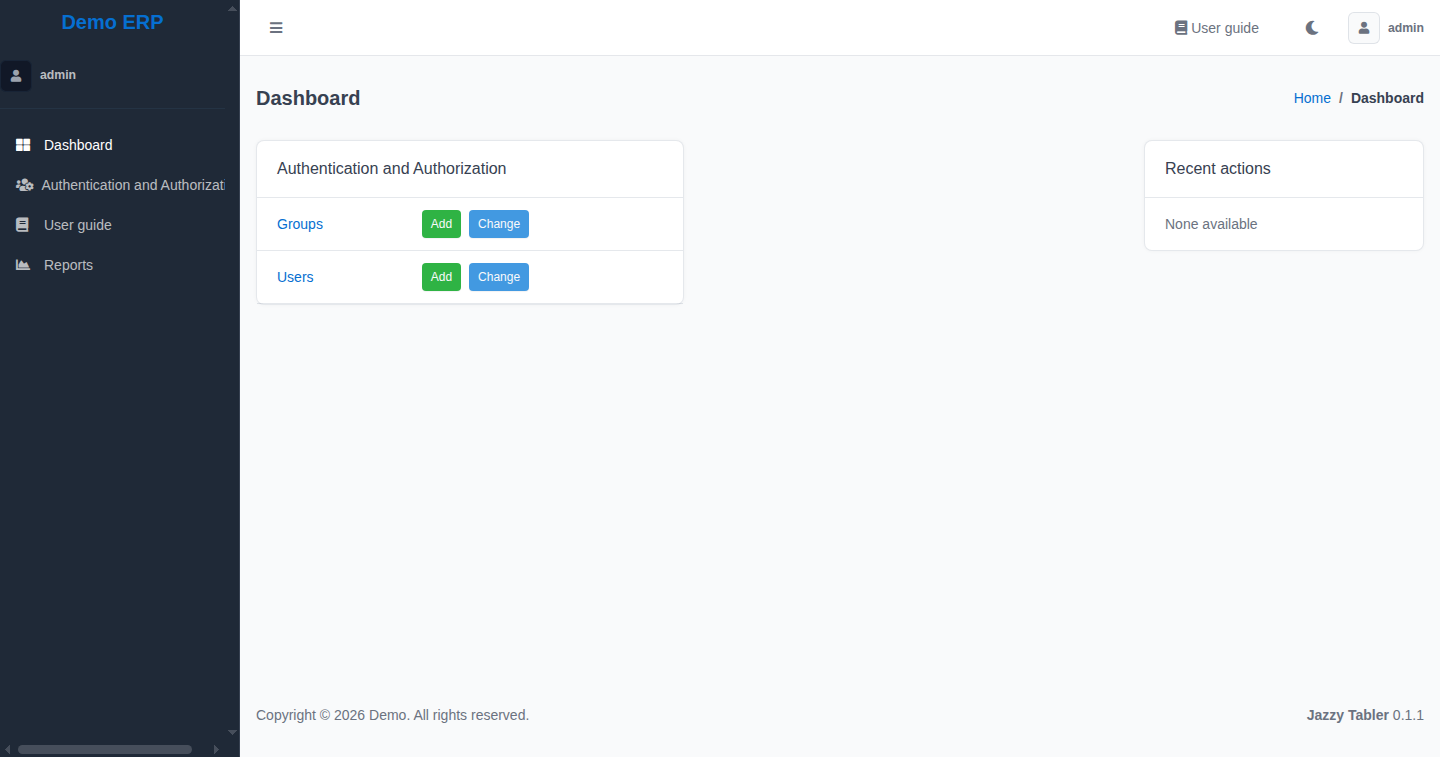 Demo ERP
admin
Dashboard
Authentication and Authorizati
User guide
Reports
User guide
admin
Dashboard
Home / Dashboard
Authentication and Authorization
Groups Add Change
Users Add Change
Recent actions
None available
Copyright © 2026 Demo. All rights reserved.
Jazzy Tabler 0.1.1